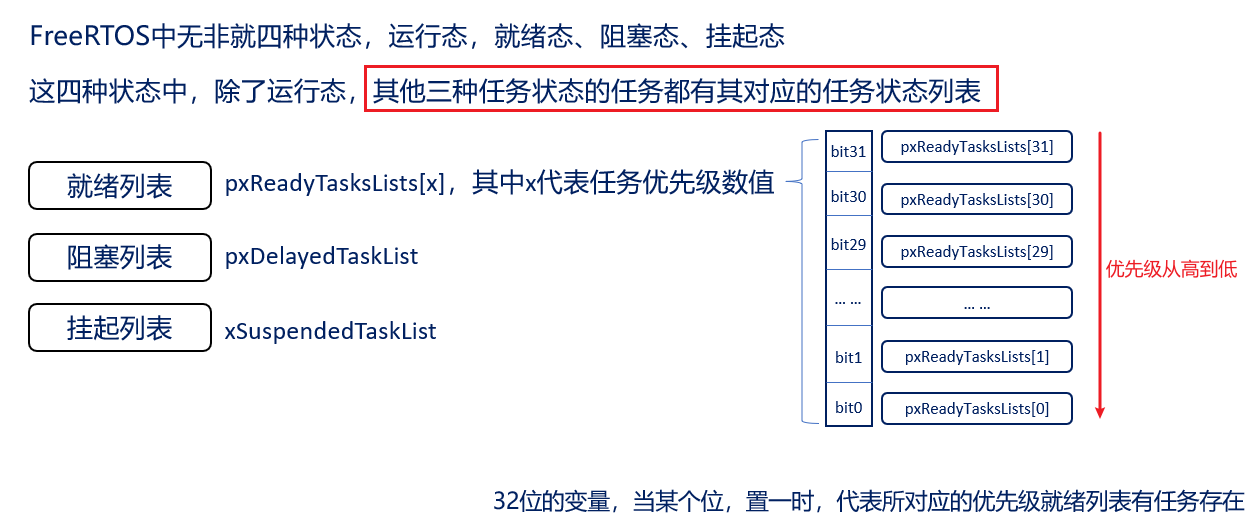 FreeRTOS中无非就四种状态，运行态，就绪态、阻塞态、挂起态
这四种状态中，除了运行态，其他三种任务状态的任务都有其对应的任务状态列表
就绪列表 pxReadyTasksLists[x]，其中x代表任务优先级数值
阻塞列表 pxDelayedTaskList
挂起列表 xSuspendedTaskList
bit31 pxReadyTasksLists[31]
bit30 pxReadyTasksLists[30]
bit29 pxReadyTasksLists[29]
... ... ... ...
bit1 pxReadyTasksLists[1]
bit0 pxReadyTasksLists[0]
优先级从高到低
32位的变量，当某个位，置一时，代表所对应的优先级就绪列表有任务存在